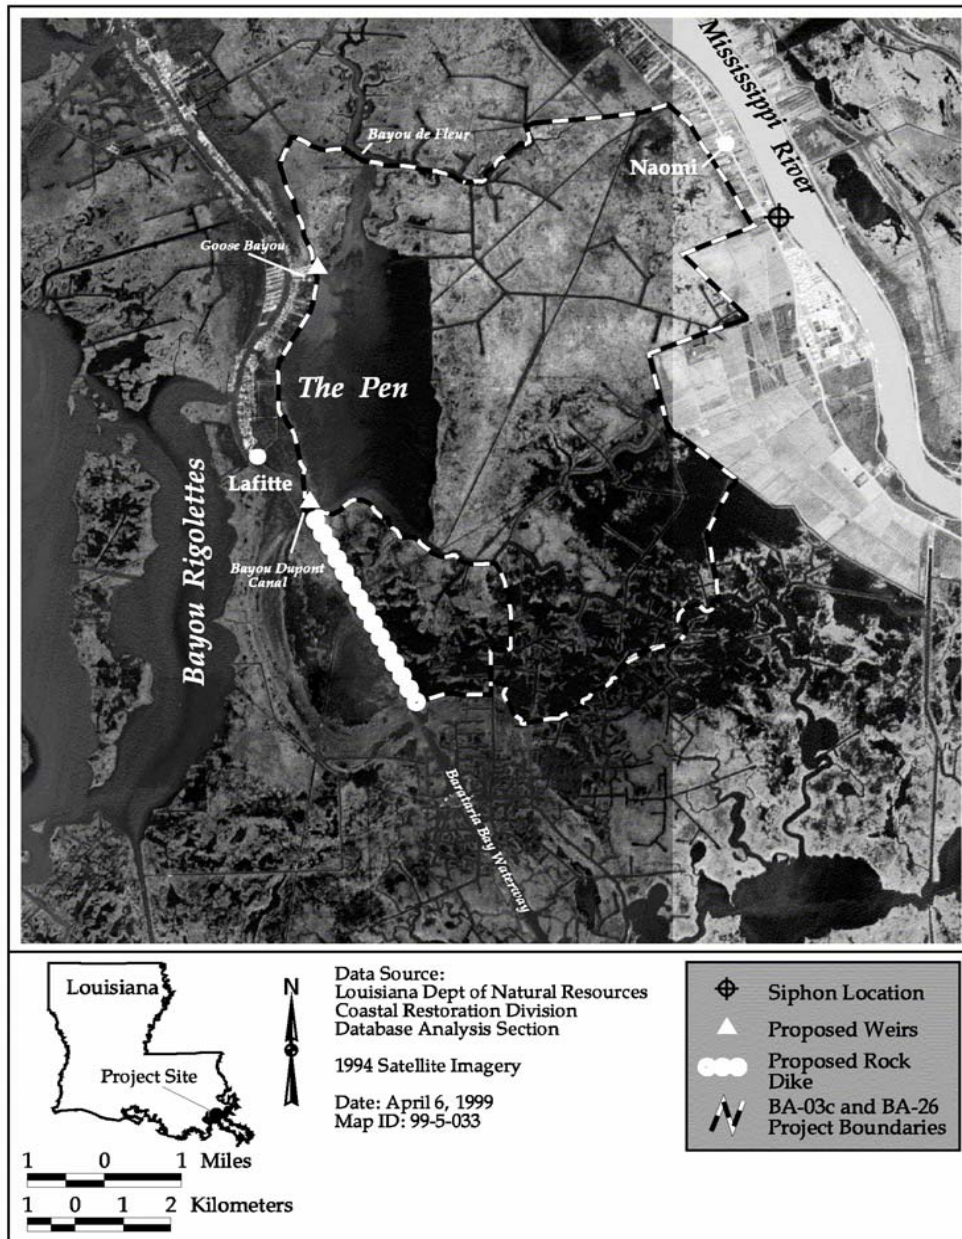 Mississippi River
Bayou de Fleur
Naomi
Goose Bayou
The Pen
Lafitte
Bayou Rigolettes
Bayou Dupont
Canal
Barataria Bay Waterway
Louisiana
Project Site
N
Data Source:
Louisiana Dept of Natural Resources
Coastal Restoration Division
Database Analysis Section
1994 Satellite Imagery
Date: April 6, 1999
Map ID: 99-5-033
Siphon Location
Proposed Weirs
Proposed Rock
Dike
BA-03c and BA-26
Project Boundaries
1 0 1 Miles
1 0 1 2 Kilometers